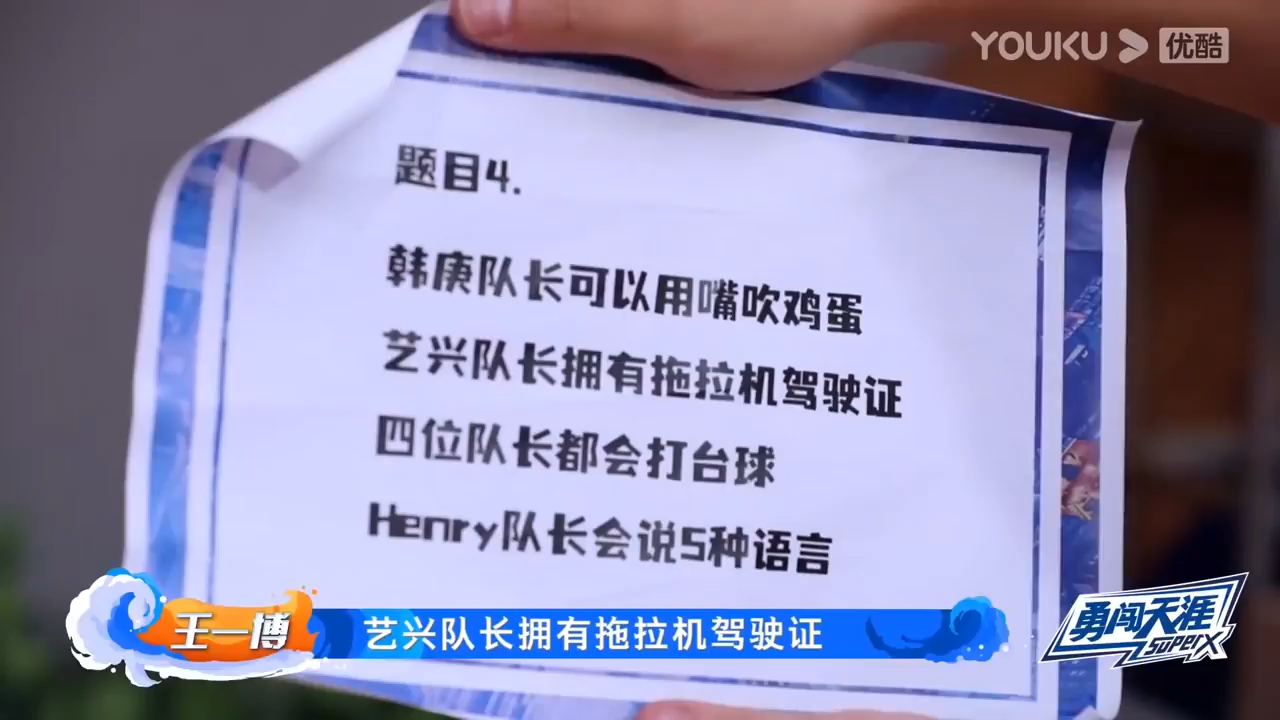 YOUKU 优酷
题目4.
韩庚队长可以用嘴吹鸡蛋
艺兴队长拥有拖拉机驾驶证
四位队长都会打台球
Henry队长会说5种语言
王一博 艺兴队长拥有拖拉机驾驶证
勇闯天涯
SUPERX